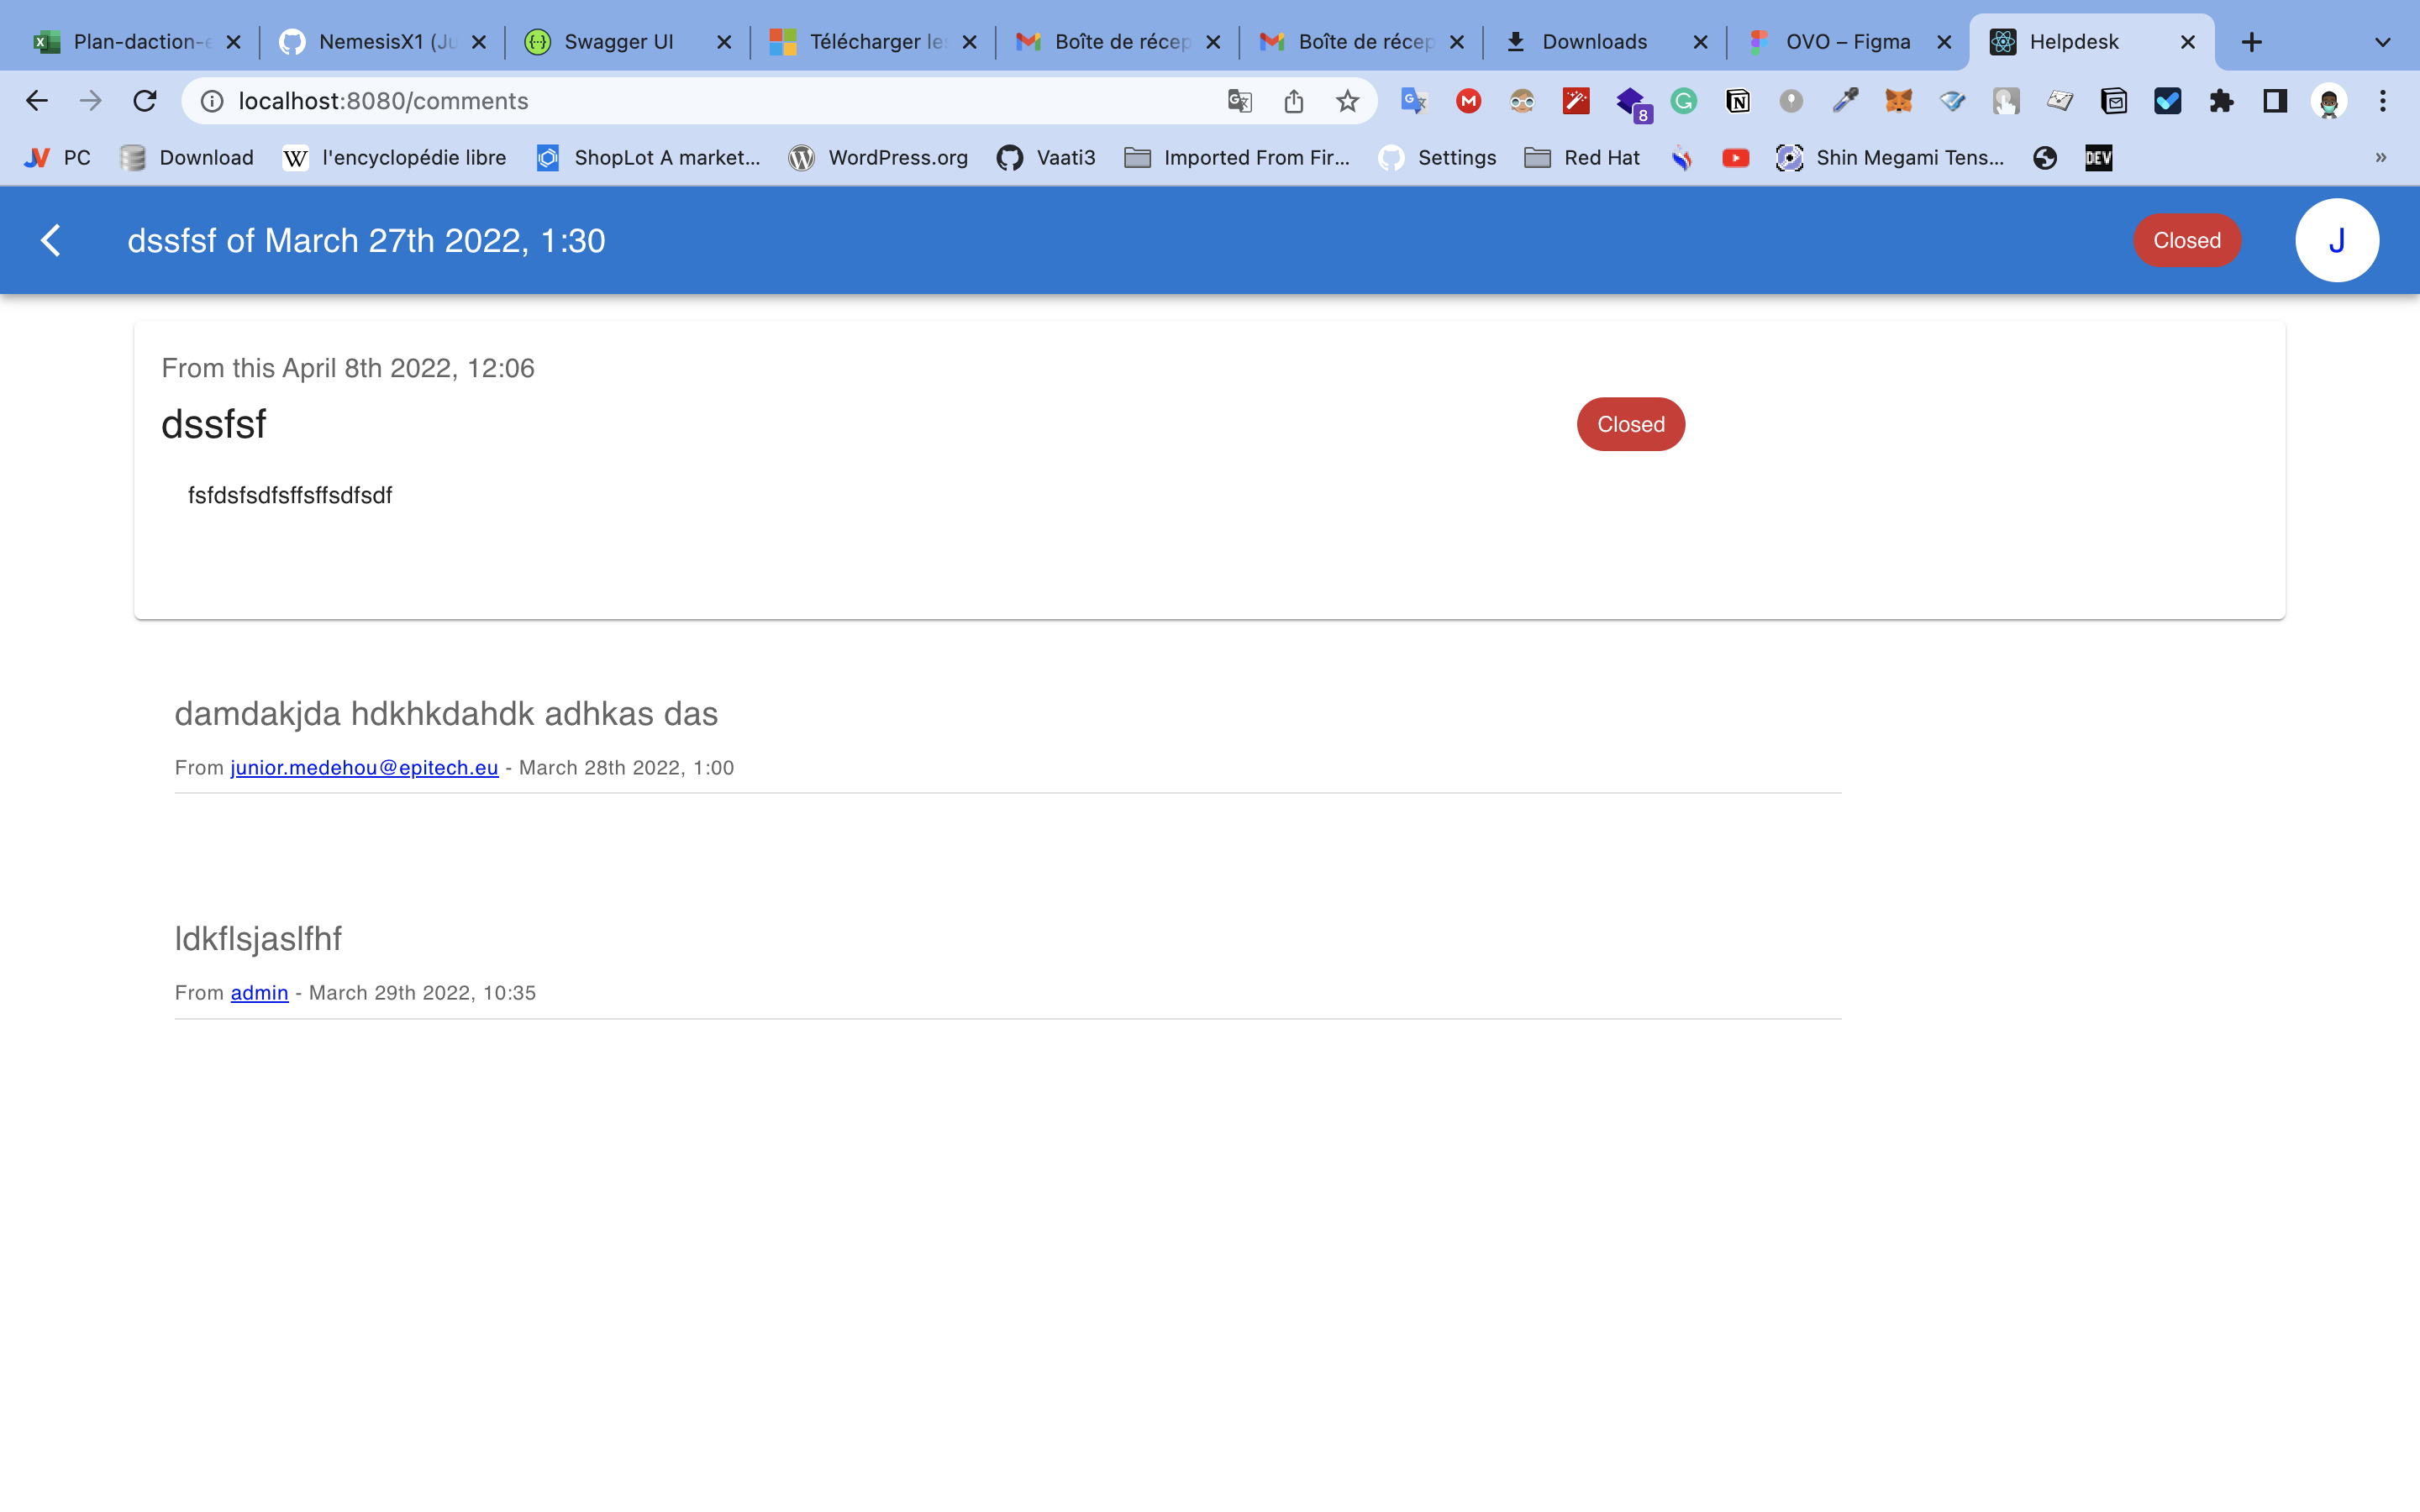 Plan-daction-e
NemesisX1 (Ju
Swagger UI
Télécharger les
Boîte de récep
Boîte de récep
Downloads
OVO – Figma
Helpdesk
localhost:8080/comments
8
PC
Download
l'encyclopédie libre
ShopLot A market...
WordPress.org
Vaati3
Imported From Fir...
Settings
Red Hat
Shin Megami Tens...
DEV
»
dssfsf of March 27th 2022, 1:30
Closed
J
From this April 8th 2022, 12:06
dssfsf
Closed
fsfdsfsdfsffsffsdfsdf
damdakjda hdkhkdahdk adhkas das
From junior.medehou@epitech.eu - March 28th 2022, 1:00
ldkflsjaslfhf
From admin - March 29th 2022, 10:35